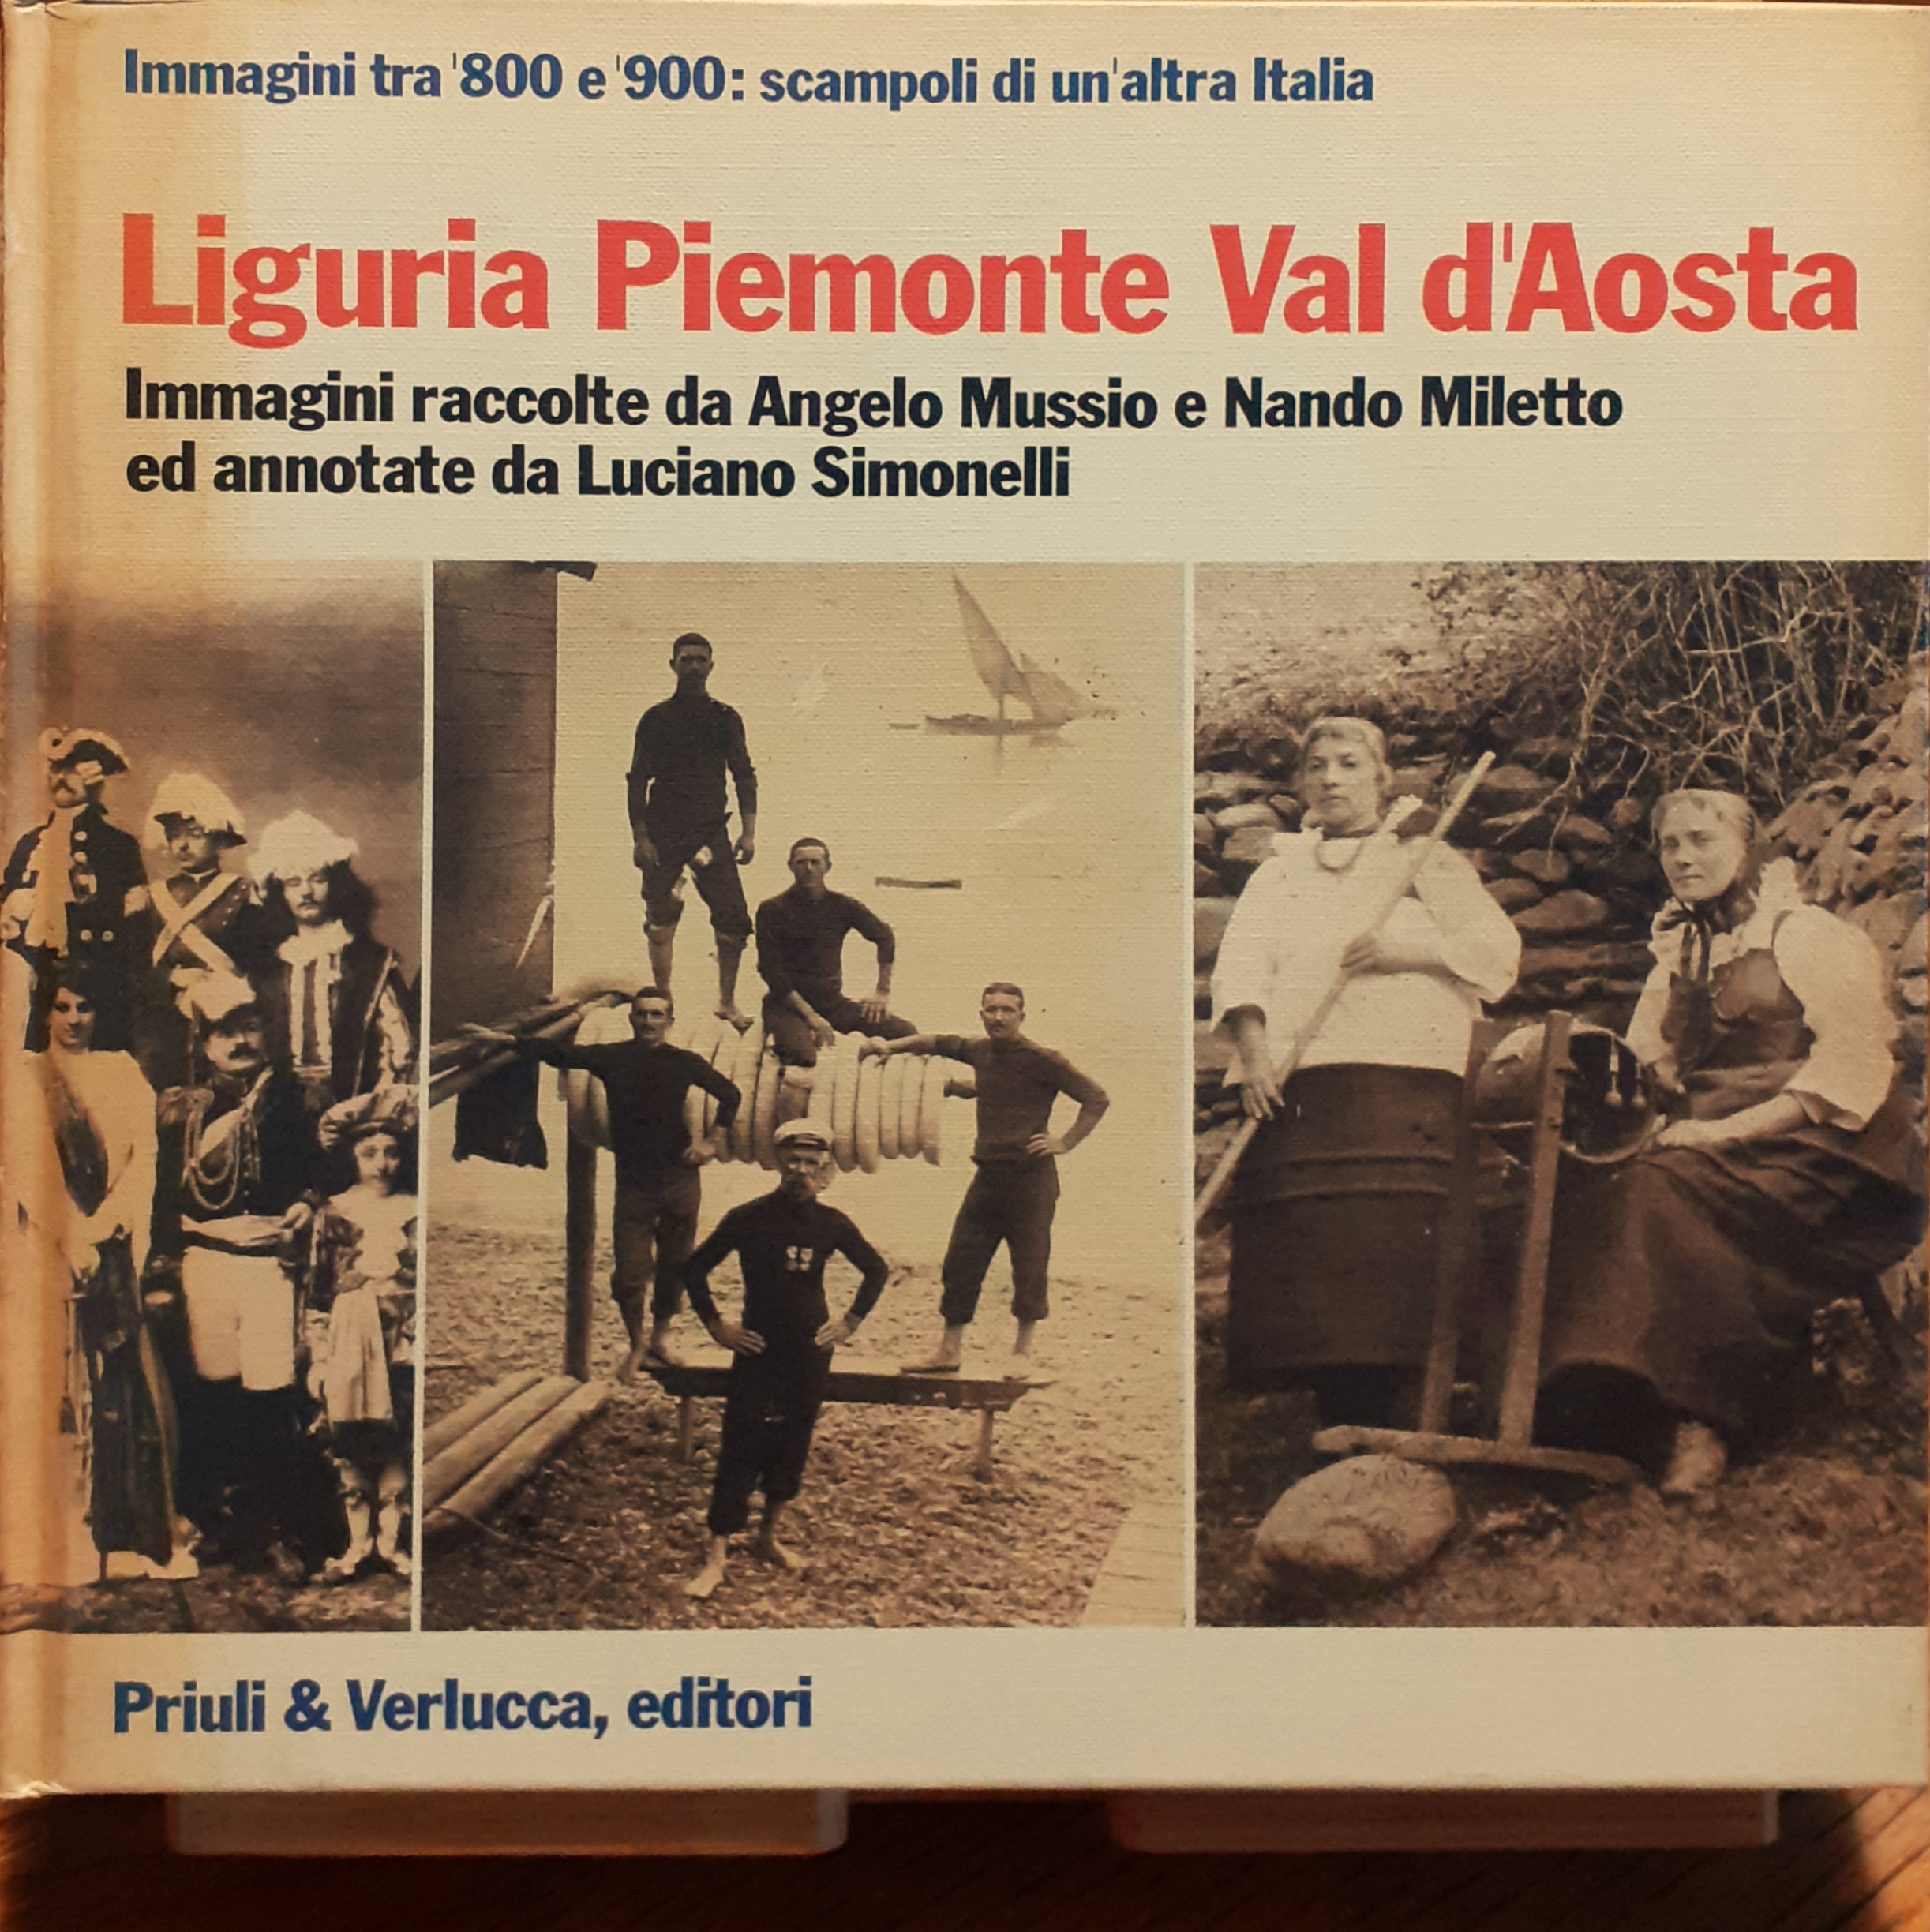 Immagini tra '800 e '900: scampoli di un'altra Italia
Liguria Piemonte Val d'Aosta
Immagini raccolte da Angelo Mussio e Nando Miletto
ed annotate da Luciano Simonelli
Priuli & Verlucca, editori